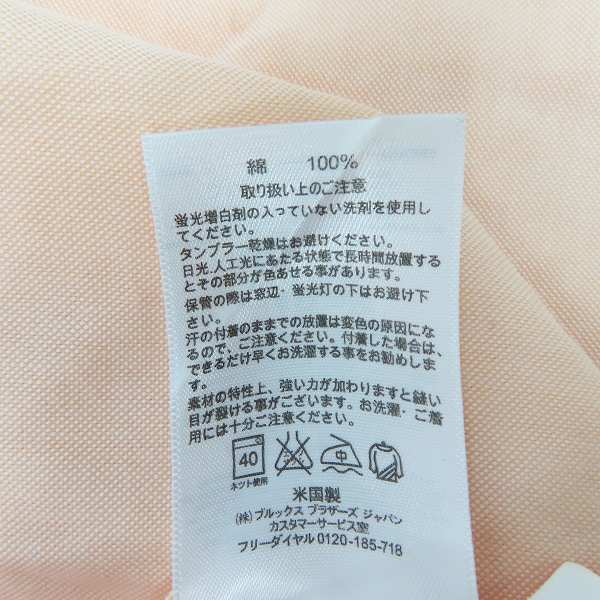 綿 100%
取り扱い上のご注意
蛍光増白剤の入っていない洗剤を使用し
てください。
タンブラー乾燥はお避けください。
日光.人工光にあたる状態で長時間放置する
とその部分が色あせる事があります。
保管の際は窓辺・蛍光灯の下はお避け下
さい。
汗の付着のままでの放置は変色の原因にな
るので、ご注意ください。付着した場合は、
できるだけ早くお洗濯する事をお勧めしま
す。
素材の特性上、強い力が加わりますと縫い
目が裂ける事がございます。お洗濯・ご着
用には十分ご注意ください。
40 中
ネット使用
米国製
(株)ブルックス ブラザーズ ジャパン
カスタマーサービス室
フリーダイヤル0120-185-718